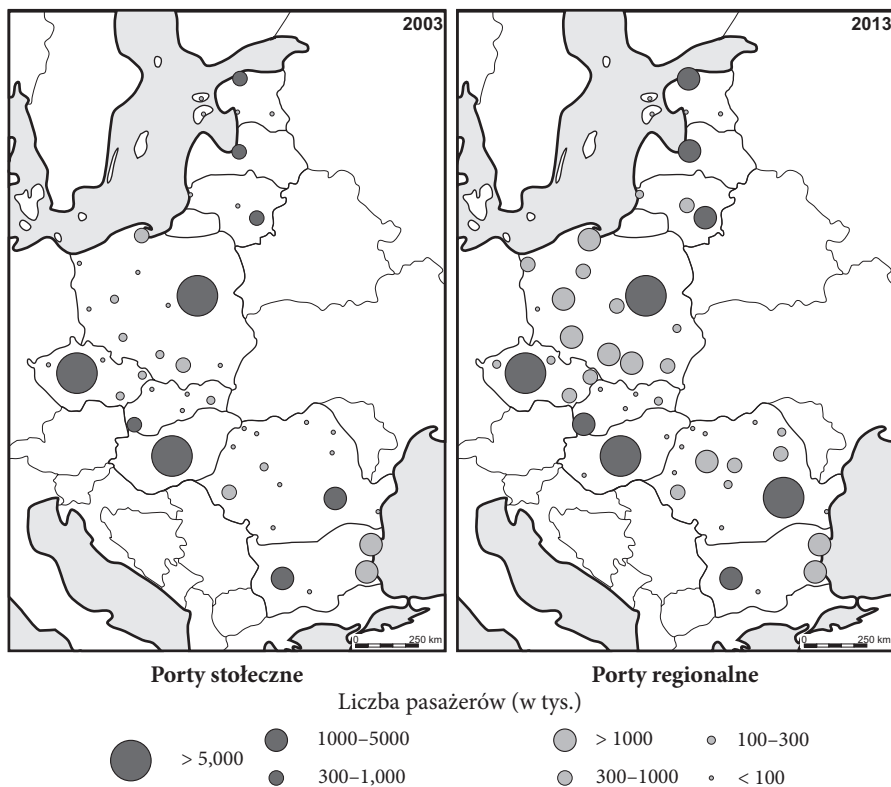 2003
2013
0 250 km
0 250 km
Porty stołeczne
Porty regionalne
Liczba pasażerów (w tys.)
> 5,000
1000–5000
300–1,000
> 1000
300–1000
100–300
< 100